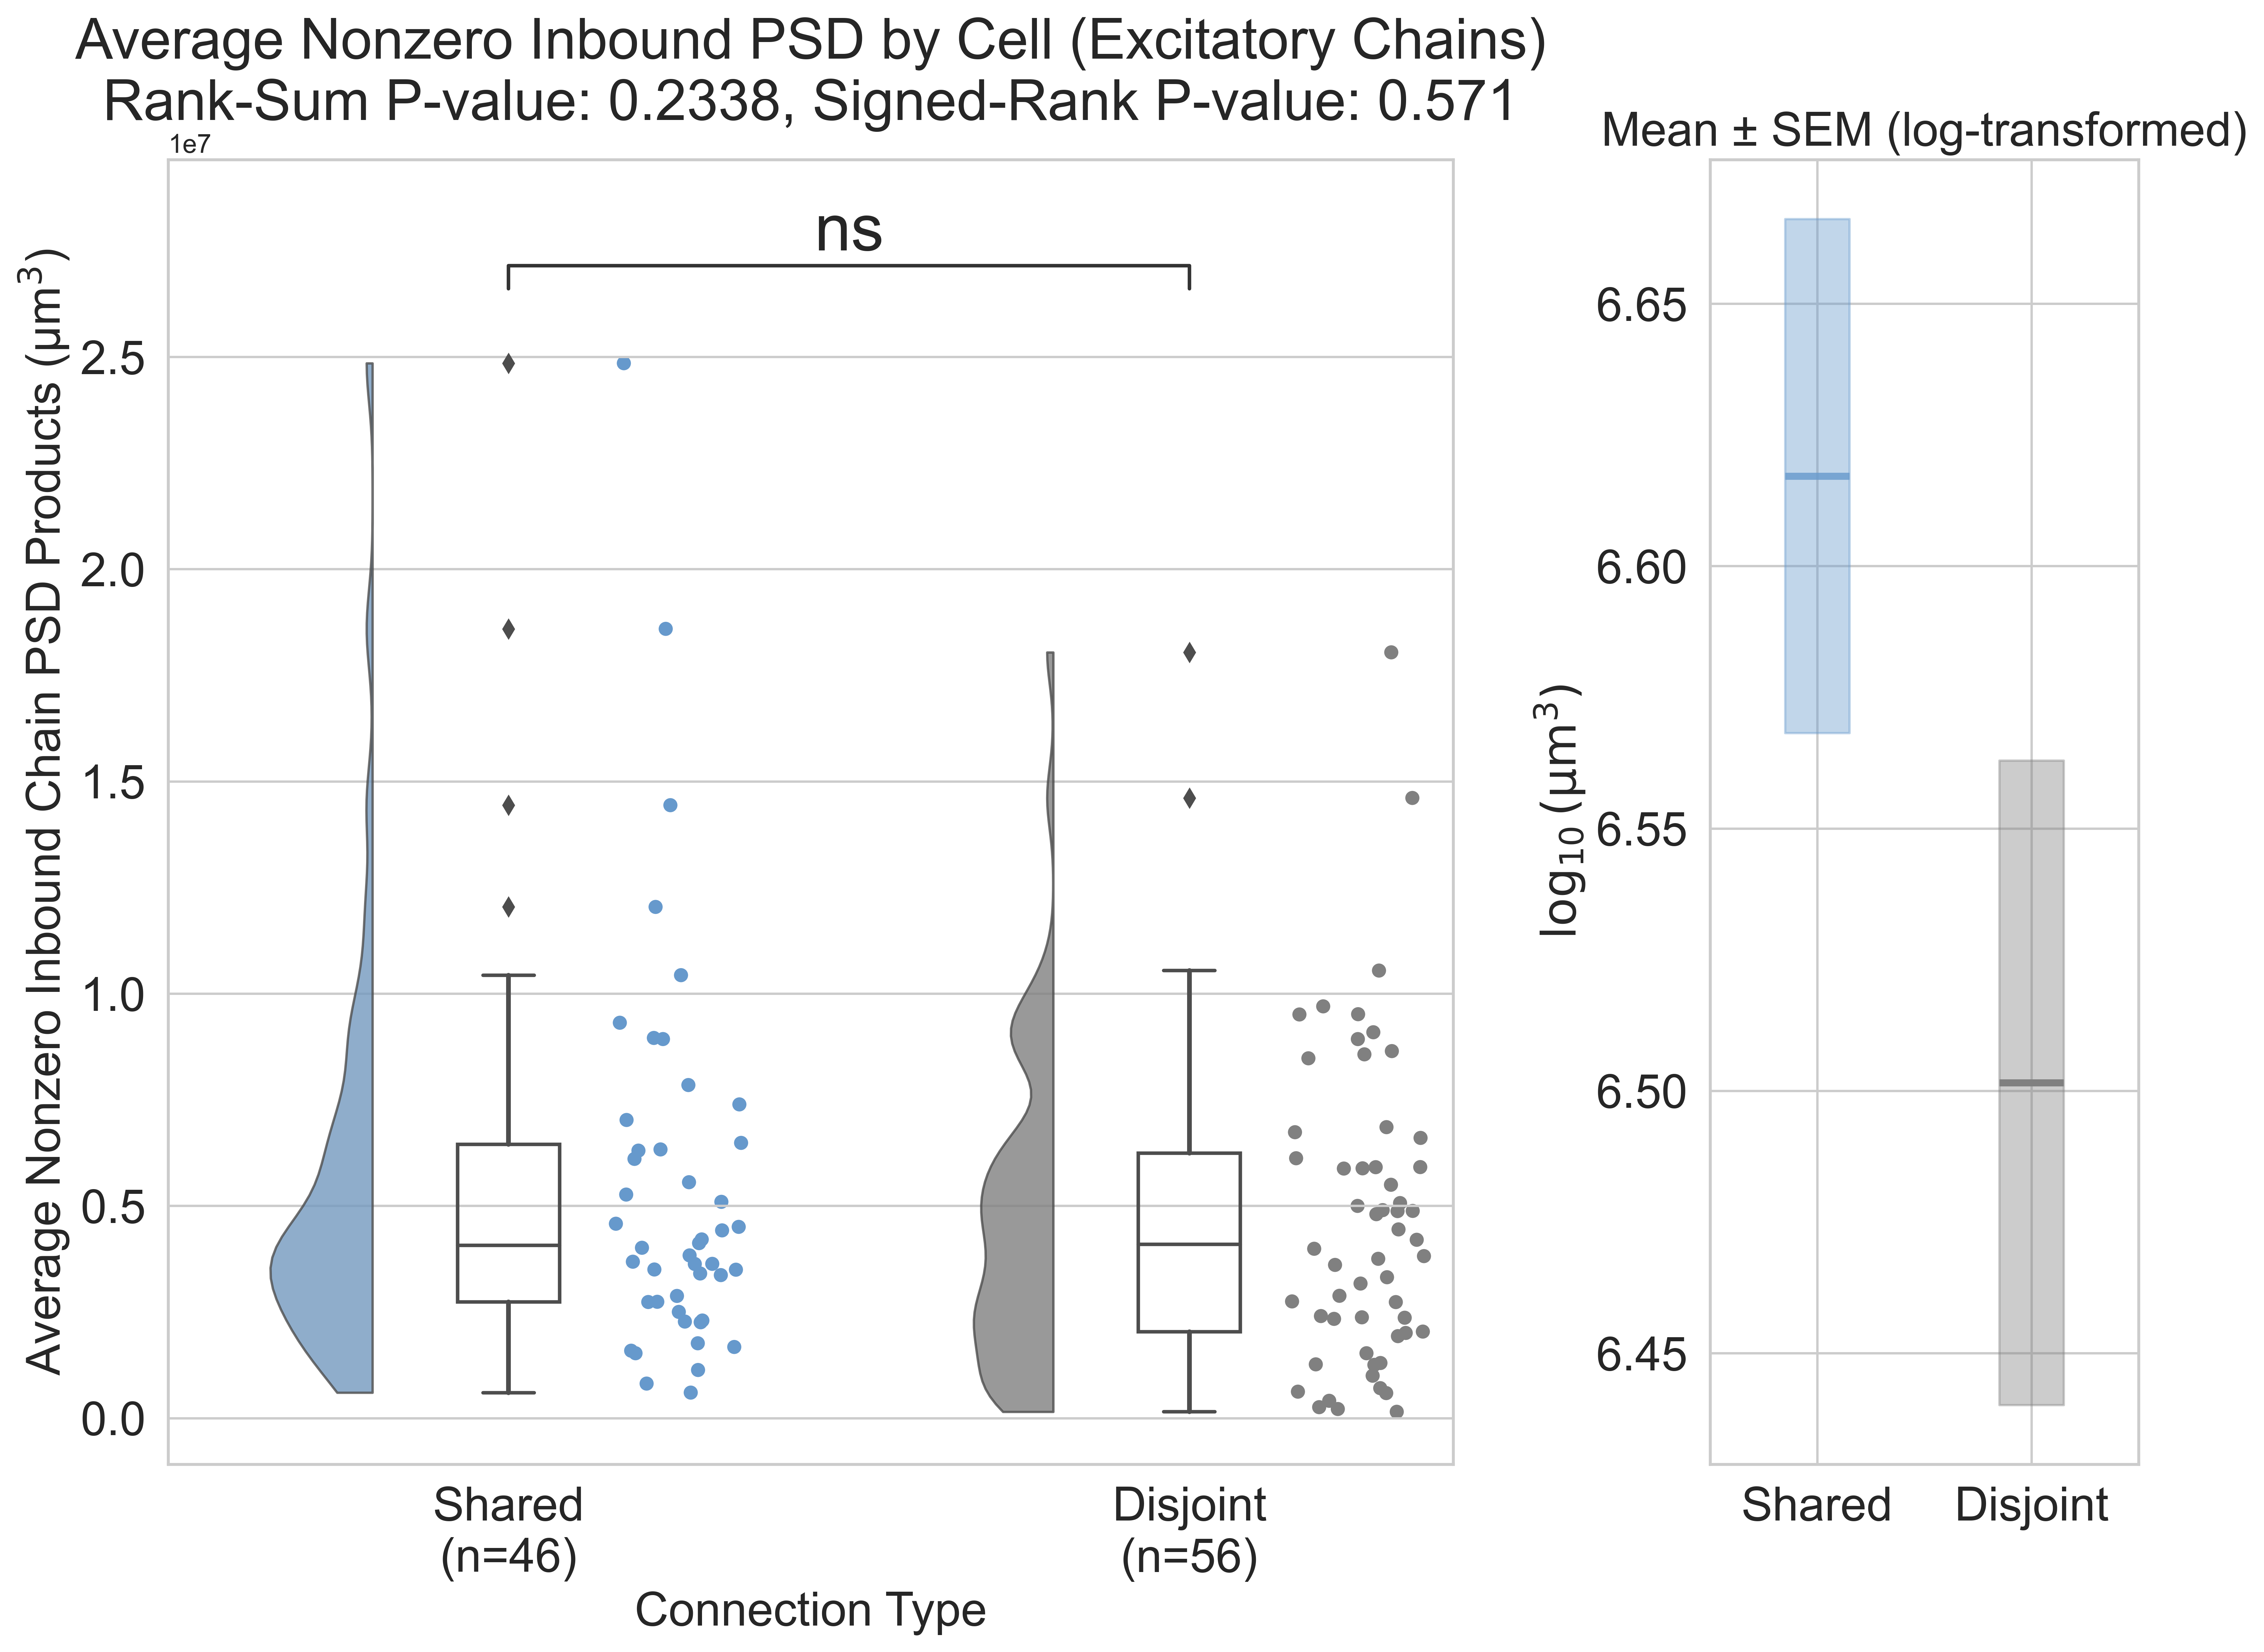 Average Nonzero Inbound PSD by Cell (Excitatory Chains)
Rank-Sum P-value: 0.2338, Signed-Rank P-value: 0.571
1e7
ns
Average Nonzero Inbound Chain PSD Products (µm³)
2.5
2.0
1.5
1.0
0.5
0.0
Shared
(n=46)
Disjoint
(n=56)
Connection Type
Mean ± SEM (log-transformed)
log₁₀ (µm³)
6.65
6.60
6.55
6.50
6.45
Shared
Disjoint